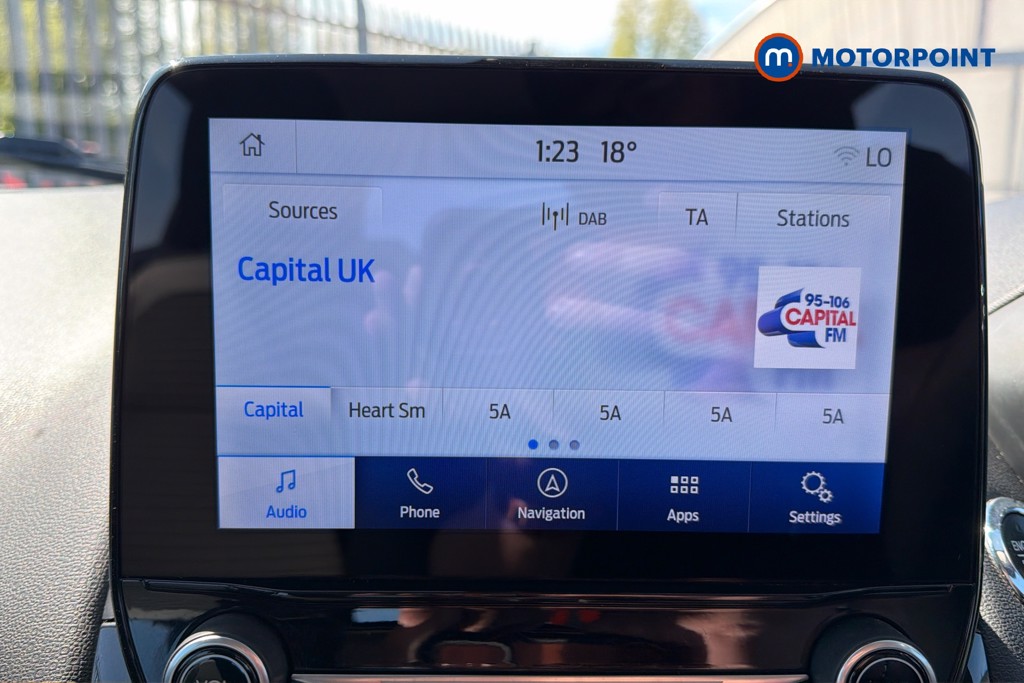 m. MOTORPOINT
1:23 18° LO
Sources DAB TA Stations
Capital UK
95-106
CAPITAL
FM
Capital Heart Sm 5A 5A 5A 5A
Audio Phone Navigation Apps Settings